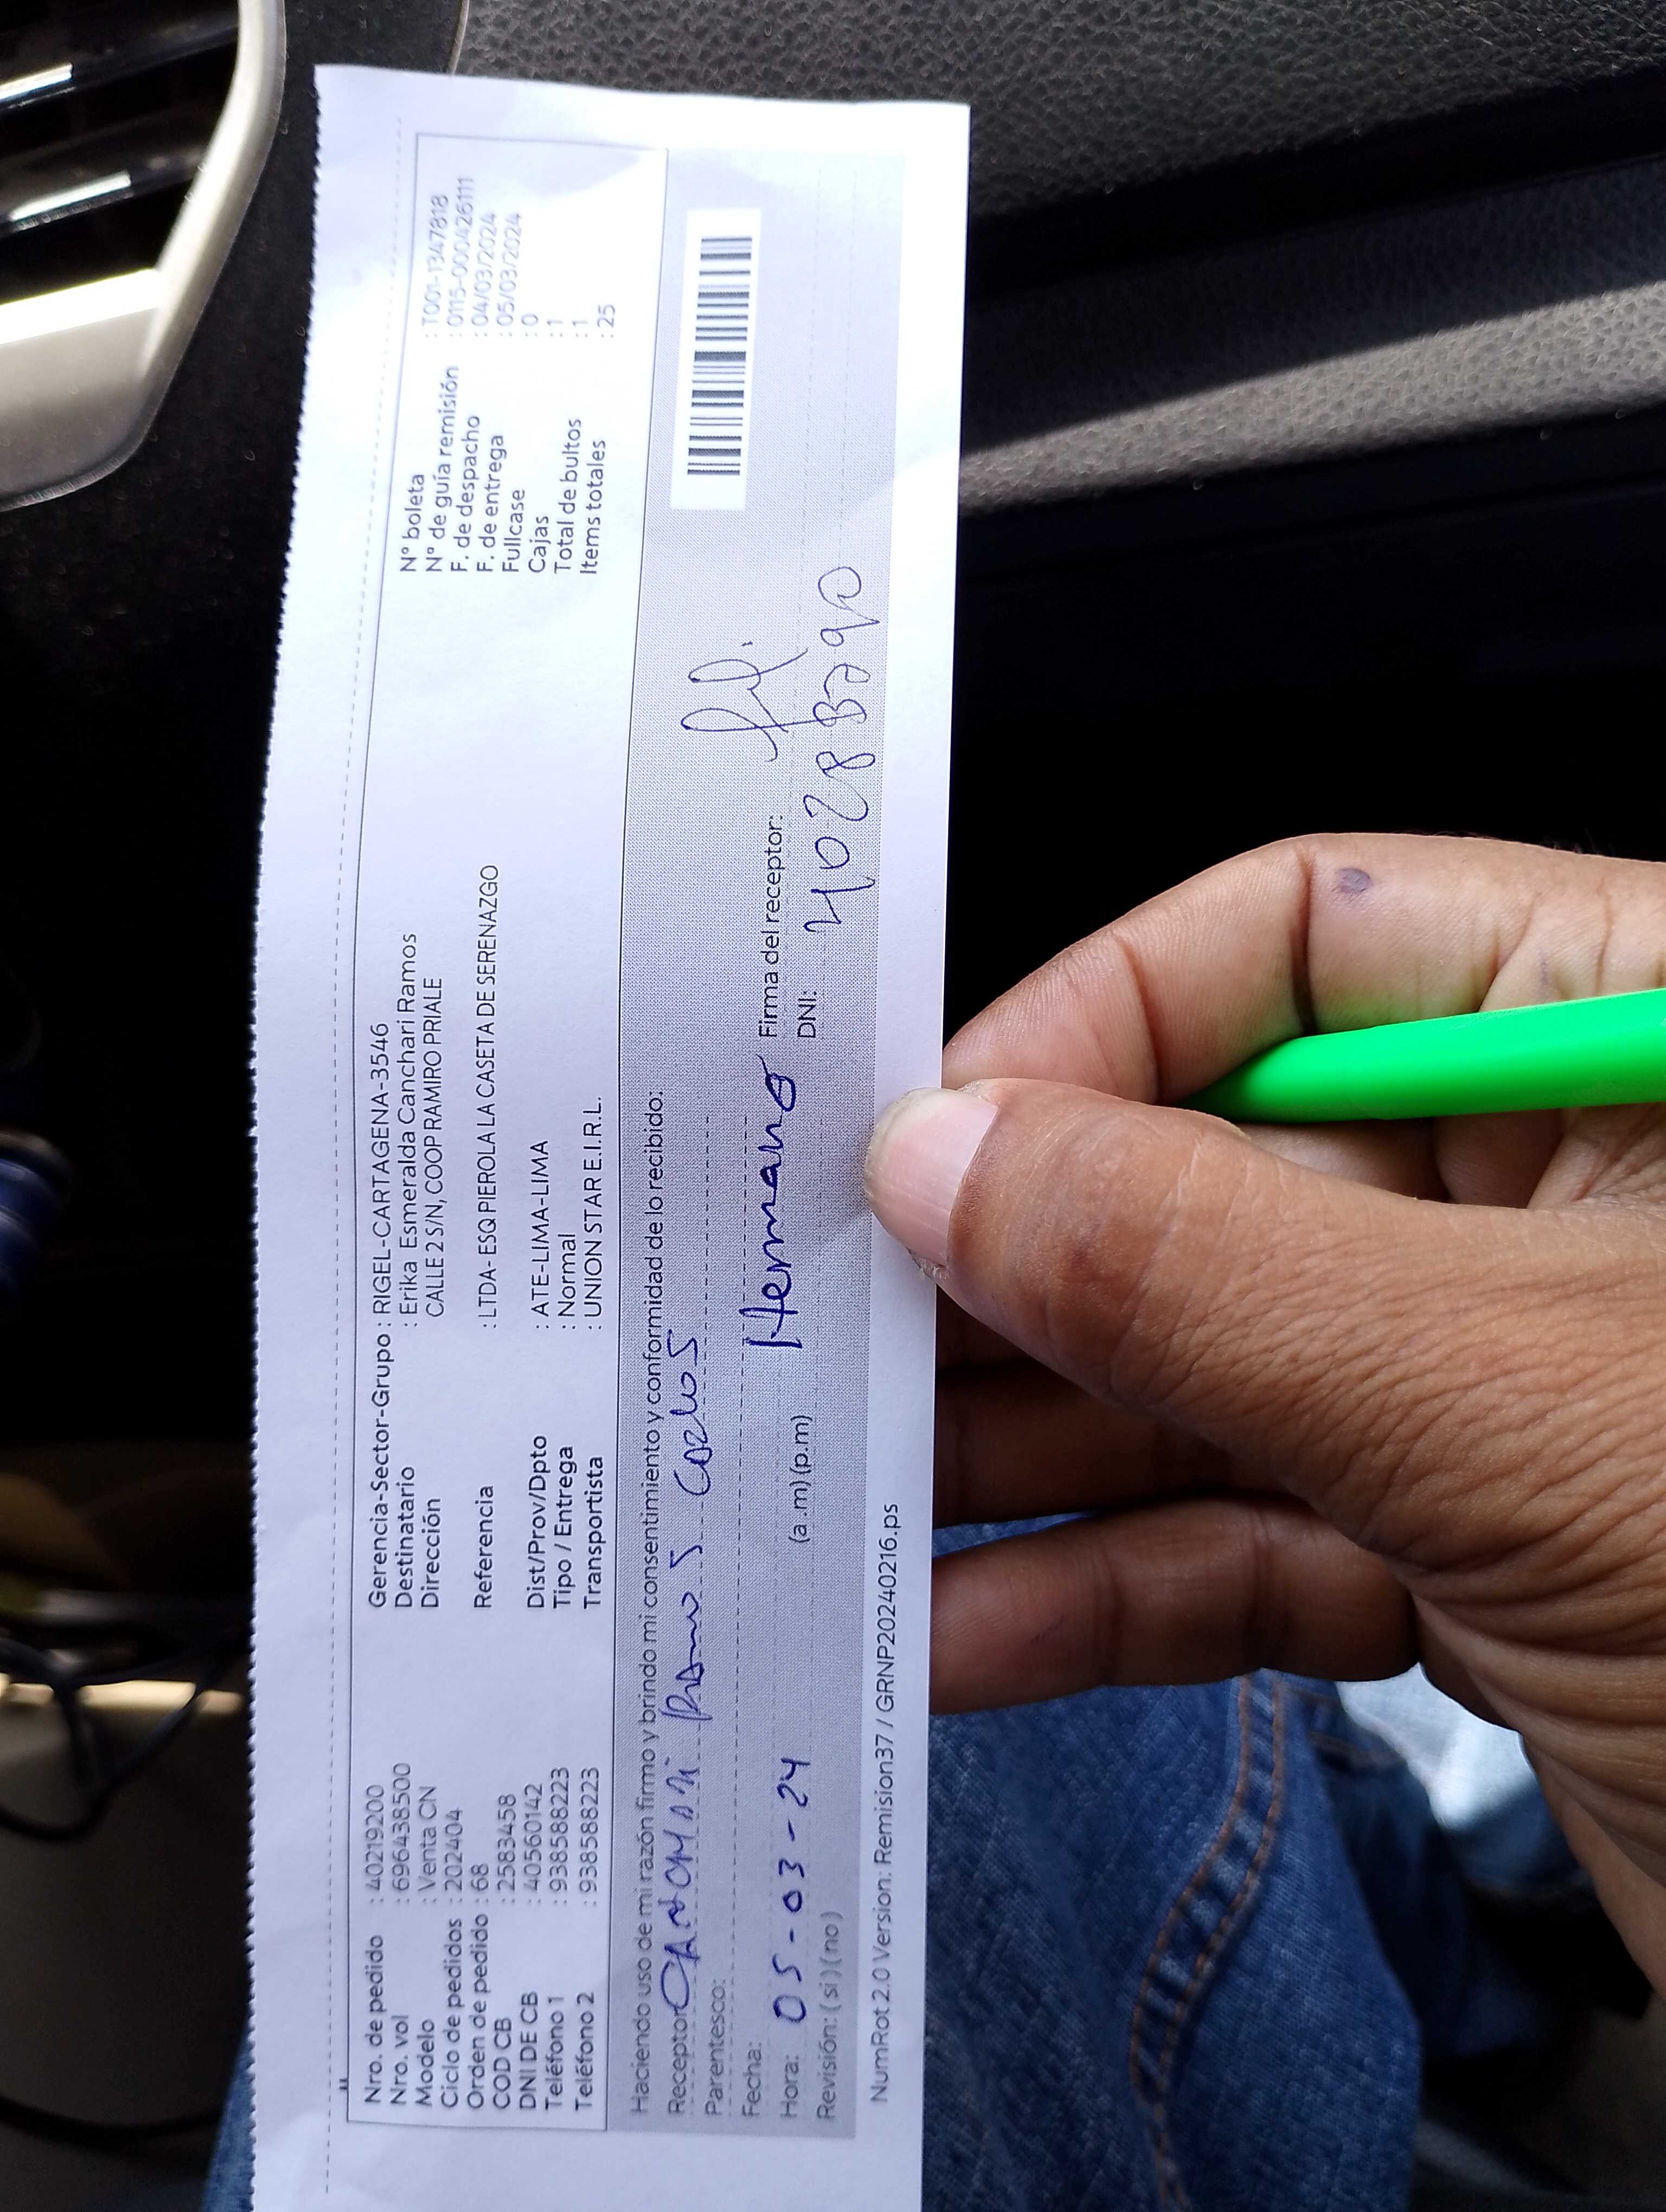 Nro. de pedido : 40219200
Nro. vol : 696438500
Modelo : Venta CN
Ciclo de pedidos : 202404
Orden de pedido : 68
COD CB : 2583458
DNI DE CB : 40560142
Teléfono 1 : 938588223
Teléfono 2 : 938588223
Gerencia-Sector-Grupo : RIGEL-CARTAGENA-3546
Destinatario : Erika Esmeralda Canchari Ramos
Dirección CALLE 2 S/N, COOP RAMIRO PRIALE
Referencia : LTDA- ESQ PIEROLA LA CASETA DE SERENAZGO
Dist/Prov/Dpto : ATE-LIMA-LIMA
Tipo / Entrega : Normal
Transportista : UNION STAR E.I.R.L.
N° boleta : T001-1347818
N° de guía remisión : 0115-000426111
F. de despacho : 04/03/2024
F. de entrega : 05/03/2024
Fullcase : 0
Cajas : 1
Total de bultos : 1
Items totales : 25
Haciendo uso de mi razón firmo y brindo mi consentimiento y conformidad de lo recibido:
Receptor Ramos Carlos
Parentesco:
Fecha: Hermano Firma del receptor:
Hora: 05-03-24 (a.m) (p.m) DNI:
Revisión: ( si ) ( no )
NumRot 2.0 Version: Remision37 / GRNP20240216.ps